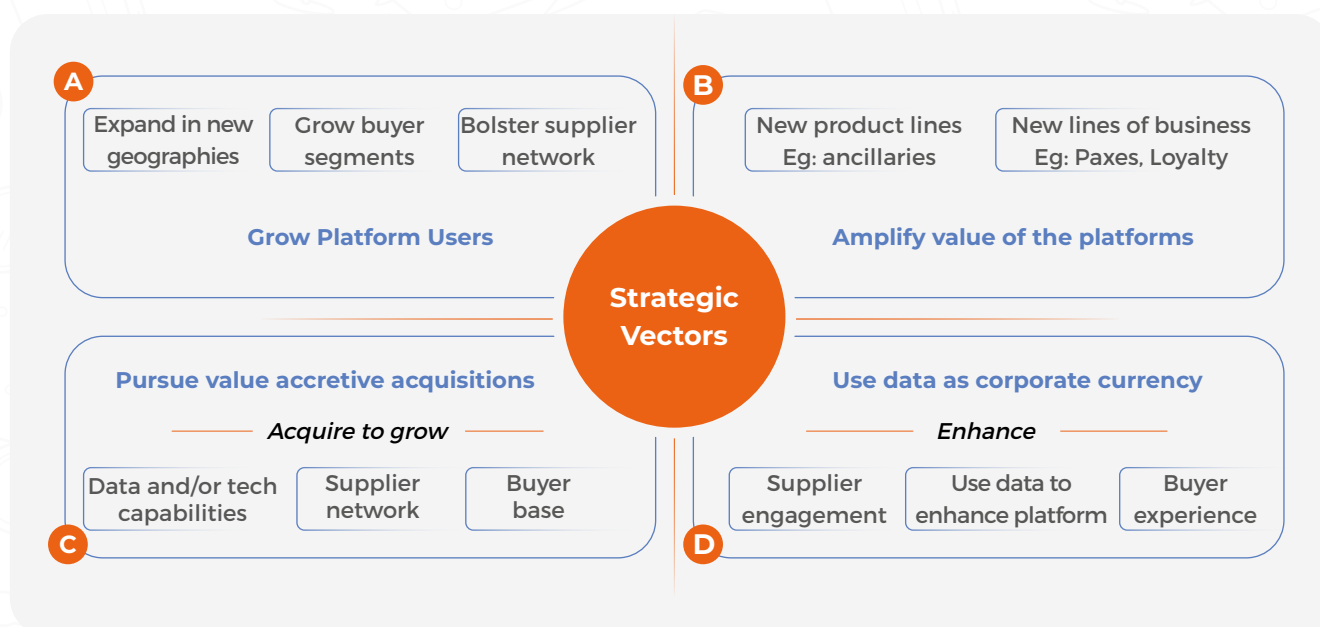 A
Expand in new
geographies
Grow buyer
segments
Bolster supplier
network
Grow Platform Users
B
New product lines
Eg: ancillaries
New lines of business
Eg: Paxes, Loyalty
Amplify value of the platforms
Strategic
Vectors
Pursue value accretive acquisitions
Acquire to grow
Data and/or tech
capabilities
Supplier
network
Buyer
base
C
Use data as corporate currency
Enhance
Supplier
engagement
Use data to
enhance platform
Buyer
experience
D